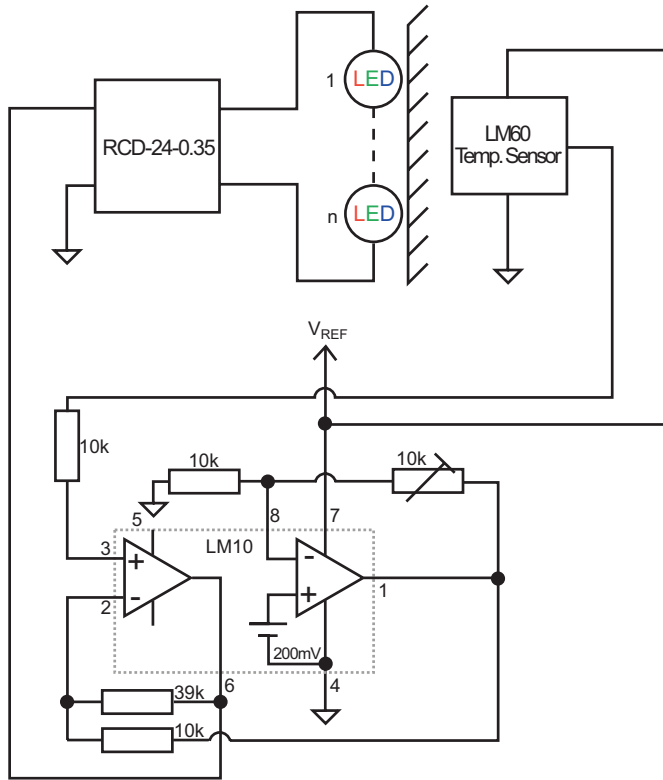 1
LED
RCD-24-0.35
LM60
Temp. Sensor
n
LED
VREF
10k
10k
10k
5
8
7
LM10
3
+
-
2
-
+
1
200mV
6
4
39k
10k